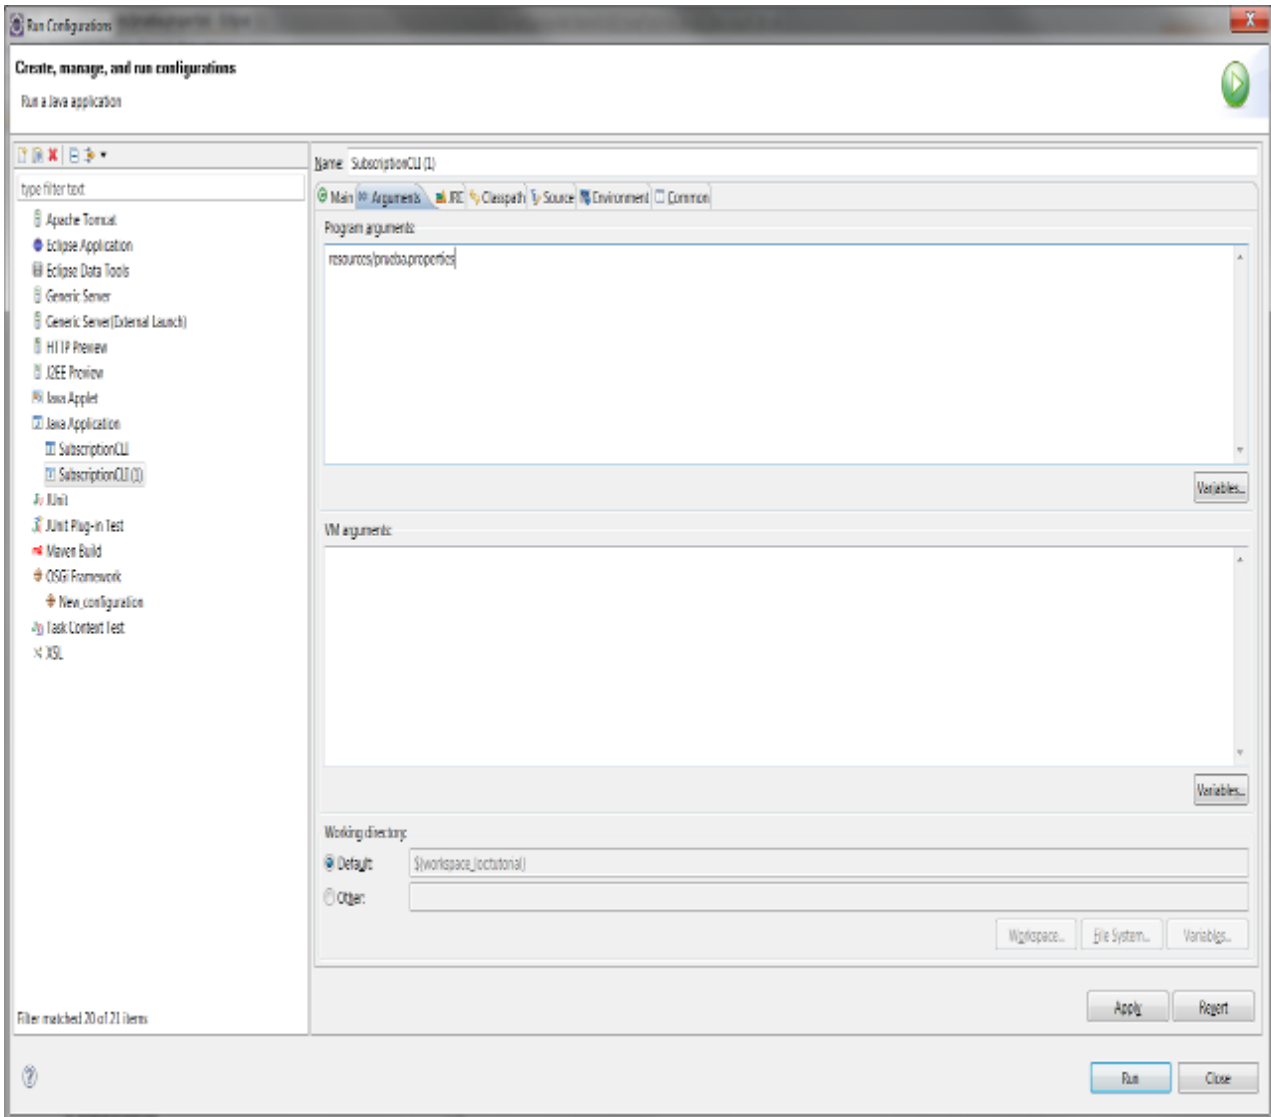 Run Configurations
Create, manage, and run configurations
Run a Java application
type filter text
Apache Tomcat
Eclipse Application
Eclipse Data Tools
Generic Server
Generic Server(External Launch)
HTTP Preview
J2EE Preview
Java Applet
Java Application
SubscriptionCLI
SubscriptionCLI (1)
JUnit
JUnit Plug-in Test
Maven Build
OSGi Framework
New_configuration
Task Context Test
XSL
Filter matched 20 of 21 items
Name: SubscriptionCLI (1)
Main Arguments JRE Classpath Source Environment Common
Program arguments:
resources/prueba.properties
Variables...
VM arguments:
Variables...
Working directory:
Default: ${workspace_loc:tutorial}
Other:
Workspace... File System... Variables...
Apply Revert
Run Close